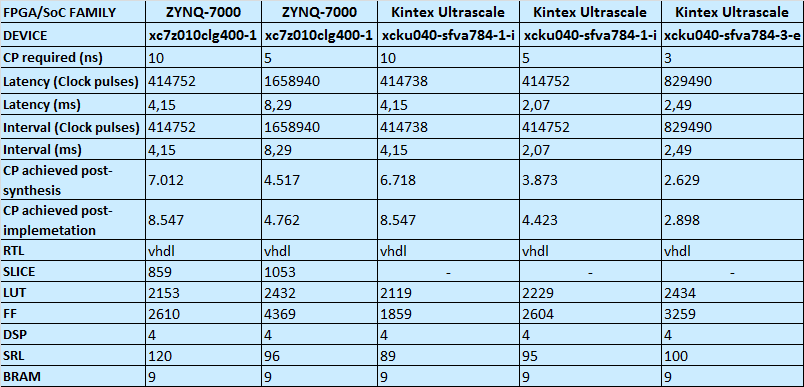 FPGA/SoC FAMILY ZYNQ-7000 ZYNQ-7000 Kintex Ultrascale Kintex Ultrascale Kintex Ultrascale
DEVICE xc7z010clg400-1 xc7z010clg400-1 xcku040-sfva784-1-i xcku040-sfva784-1-i xcku040-sfva784-3-e
CP required (ns) 10 5 10 5 3
Latency (Clock pulses) 414752 1658940 414738 414752 829490
Latency (ms) 4,15 8,29 4,15 2,07 2,49
Interval (Clock pulses) 414752 1658940 414738 414752 829490
Interval (ms) 4,15 8,29 4,15 2,07 2,49
CP achieved post-
synthesis 7.012 4.517 6.718 3.873 2.629
CP achieved post-
implemetation 8.547 4.762 8.547 4.423 2.898
RTL vhdl vhdl vhdl vhdl vhdl
SLICE 859 1053 - - -
LUT 2153 2432 2119 2229 2434
FF 2610 4369 1859 2604 3259
DSP 4 4 4 4 4
SRL 120 96 89 95 100
BRAM 9 9 9 9 9